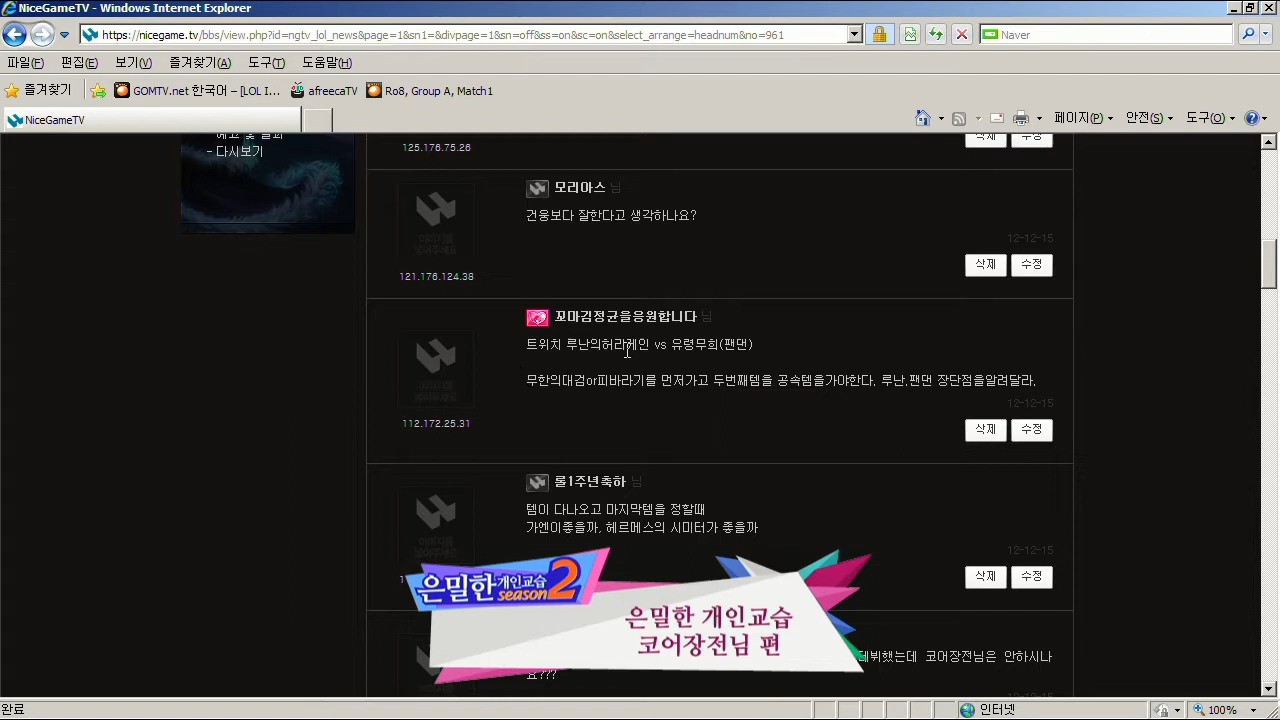 NiceGameTV - Windows Internet Explorer
https://nicegame.tv/bbs/view.php?id=ngtv_lol_news&page=1&sn1=&divpage=1&sn=off&ss=on&sc=on&select_arrange=headnum&no=961
Naver
파일(F) 편집(E) 보기(V) 즐겨찾기(A) 도구(T) 도움말(H)
즐겨찾기 GOMTV.net 한국어 – [LOL I... afreecaTV Ro8, Group A, Match1
NiceGameTV
페이지(P) 안전(S) 도구(O)
- 다시보기
125.176.75.26
삭제 수정
모리아스 님
건웅보다 잘한다고 생각하나요?
12-12-15
121.176.124.38
삭제 수정
꼬마김정균을응원합니다 님
트위치 루난의허리케인 vs 유령무희(팬댄)
무한의대검or피바라기를 먼저가고 두번째템을 공속템을가야한다. 루난,팬댄 장단점을알려달라.
12-12-15
112.172.25.31
삭제 수정
롤1주년축하 님
템이 다나오고 마지막템을 정할때
가엔이좋을까, 헤르메스의 시미터가 좋을까
12-12-15
삭제 수정
은밀한 개인교습 season 2
은밀한 개인교습
코어장전님 편
데뷔했는데 코어장전님은 안하시나
요???
완료
인터넷
100%